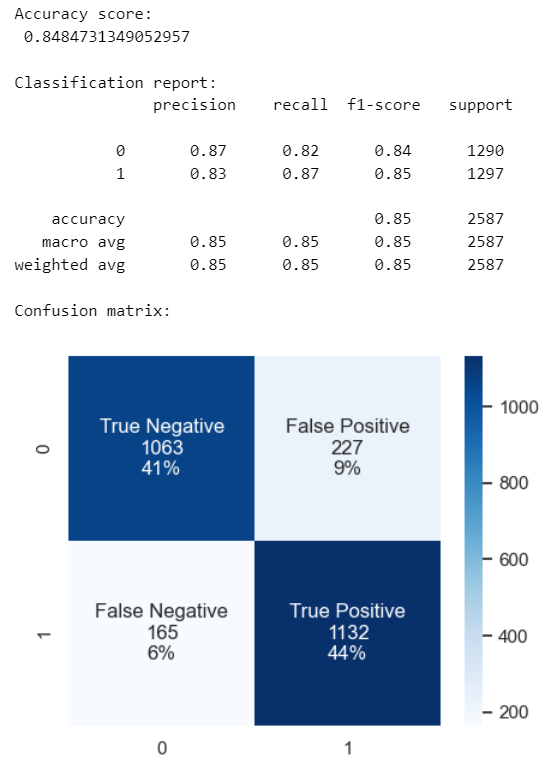 Accuracy score:
0.8484731349052957
Classification report:
precision recall f1-score support
0 0.87 0.82 0.84 1290
1 0.83 0.87 0.85 1297
accuracy 0.85 2587
macro avg 0.85 0.85 0.85 2587
weighted avg 0.85 0.85 0.85 2587
Confusion matrix:
0
True Negative
1063
41%
False Positive
227
9%
1
False Negative
165
6%
True Positive
1132
44%
0 1
1000
800
600
400
200